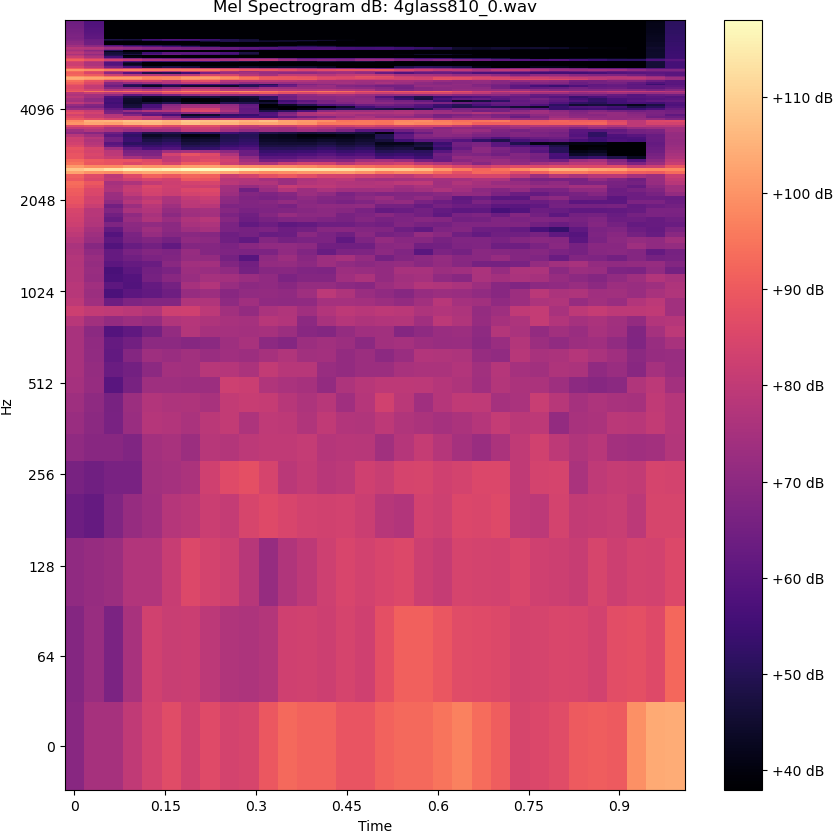 Mel Spectrogram dB: 4glass810_0.wav
4096
2048
1024
512
256
128
64
0
Hz
0
0.15
0.3
0.45
0.6
0.75
0.9
Time
+110 dB
+100 dB
+90 dB
+80 dB
+70 dB
+60 dB
+50 dB
+40 dB